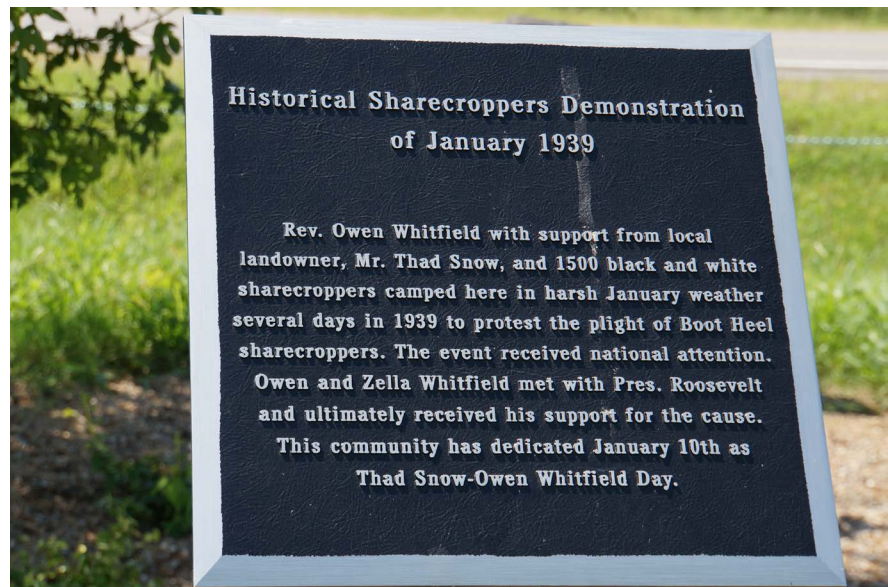 Historical Sharecroppers Demonstration
of January 1939
Rev. Owen Whitfield with support from local
landowner, Mr. Thad Snow, and 1500 black and white
sharecroppers camped here in harsh January weather
several days in 1939 to protest the plight of Boot Heel
sharecroppers. The event received national attention.
Owen and Zella Whitfield met with Pres. Roosevelt
and ultimately received his support for the cause.
This community has dedicated January 10th as
Thad Snow-Owen Whitfield Day.